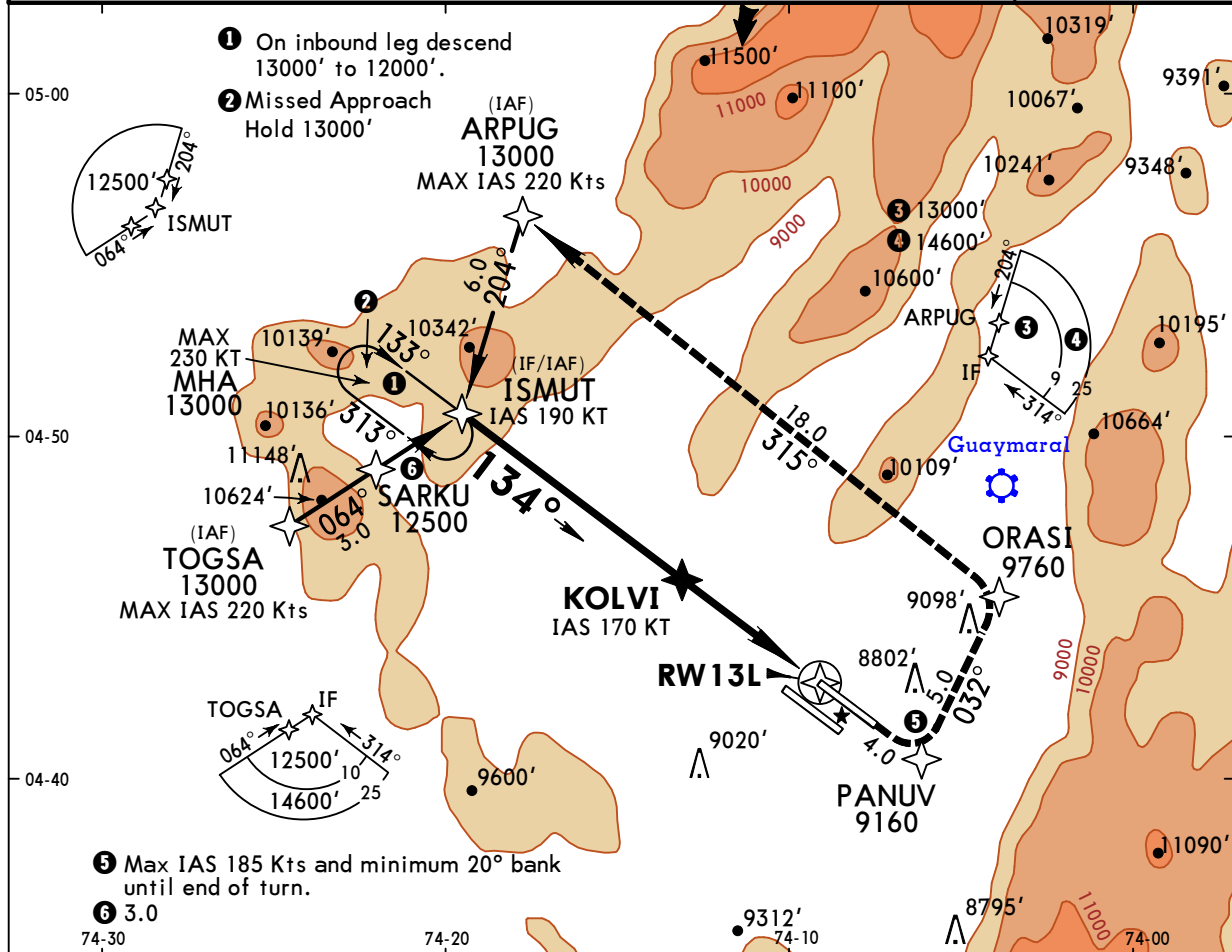 ❶ On inbound leg descend
13000' to 12000'.
❷ Missed Approach
Hold 13000'
05-00
(IAF)
ARPUG
13000
MAX IAS 220 Kts
11500'
11000
11100'
10319'
9391'
10067'
10241'
9348'
10000
9000
❸ 13000'
❹ 14600'
10600'
204°
12500'
ISMUT
064°
6.0
204°
204°
ARPUG
❸
❹
IF
9
25
314°
10195'
❷
10139'
10342'
133°
MAX
230 KT
MHA
13000
❶
(IF/IAF)
ISMUT
IAS 190 KT
10136'
313°
04-50
18.0
315°
10664'
Guaymaral
11148'
❻
10109'
10624'
SARKU
12500
134°
064°
3.0
(IAF)
TOGSA
13000
MAX IAS 220 Kts
ORASI
9760
KOLVI
IAS 170 KT
9098'
9000
10000
RW13L
8802'
5.0
032°
TOGSA
IF
064°
314°
12500'
10
14600'
25
❺
4.0
9020'
04-40
9600'
PANUV
9160
11090'
❺ Max IAS 185 Kts and minimum 20° bank
until end of turn.
❻ 3.0
9312'
8795'
11000
74-30
74-20
74-10
74-00